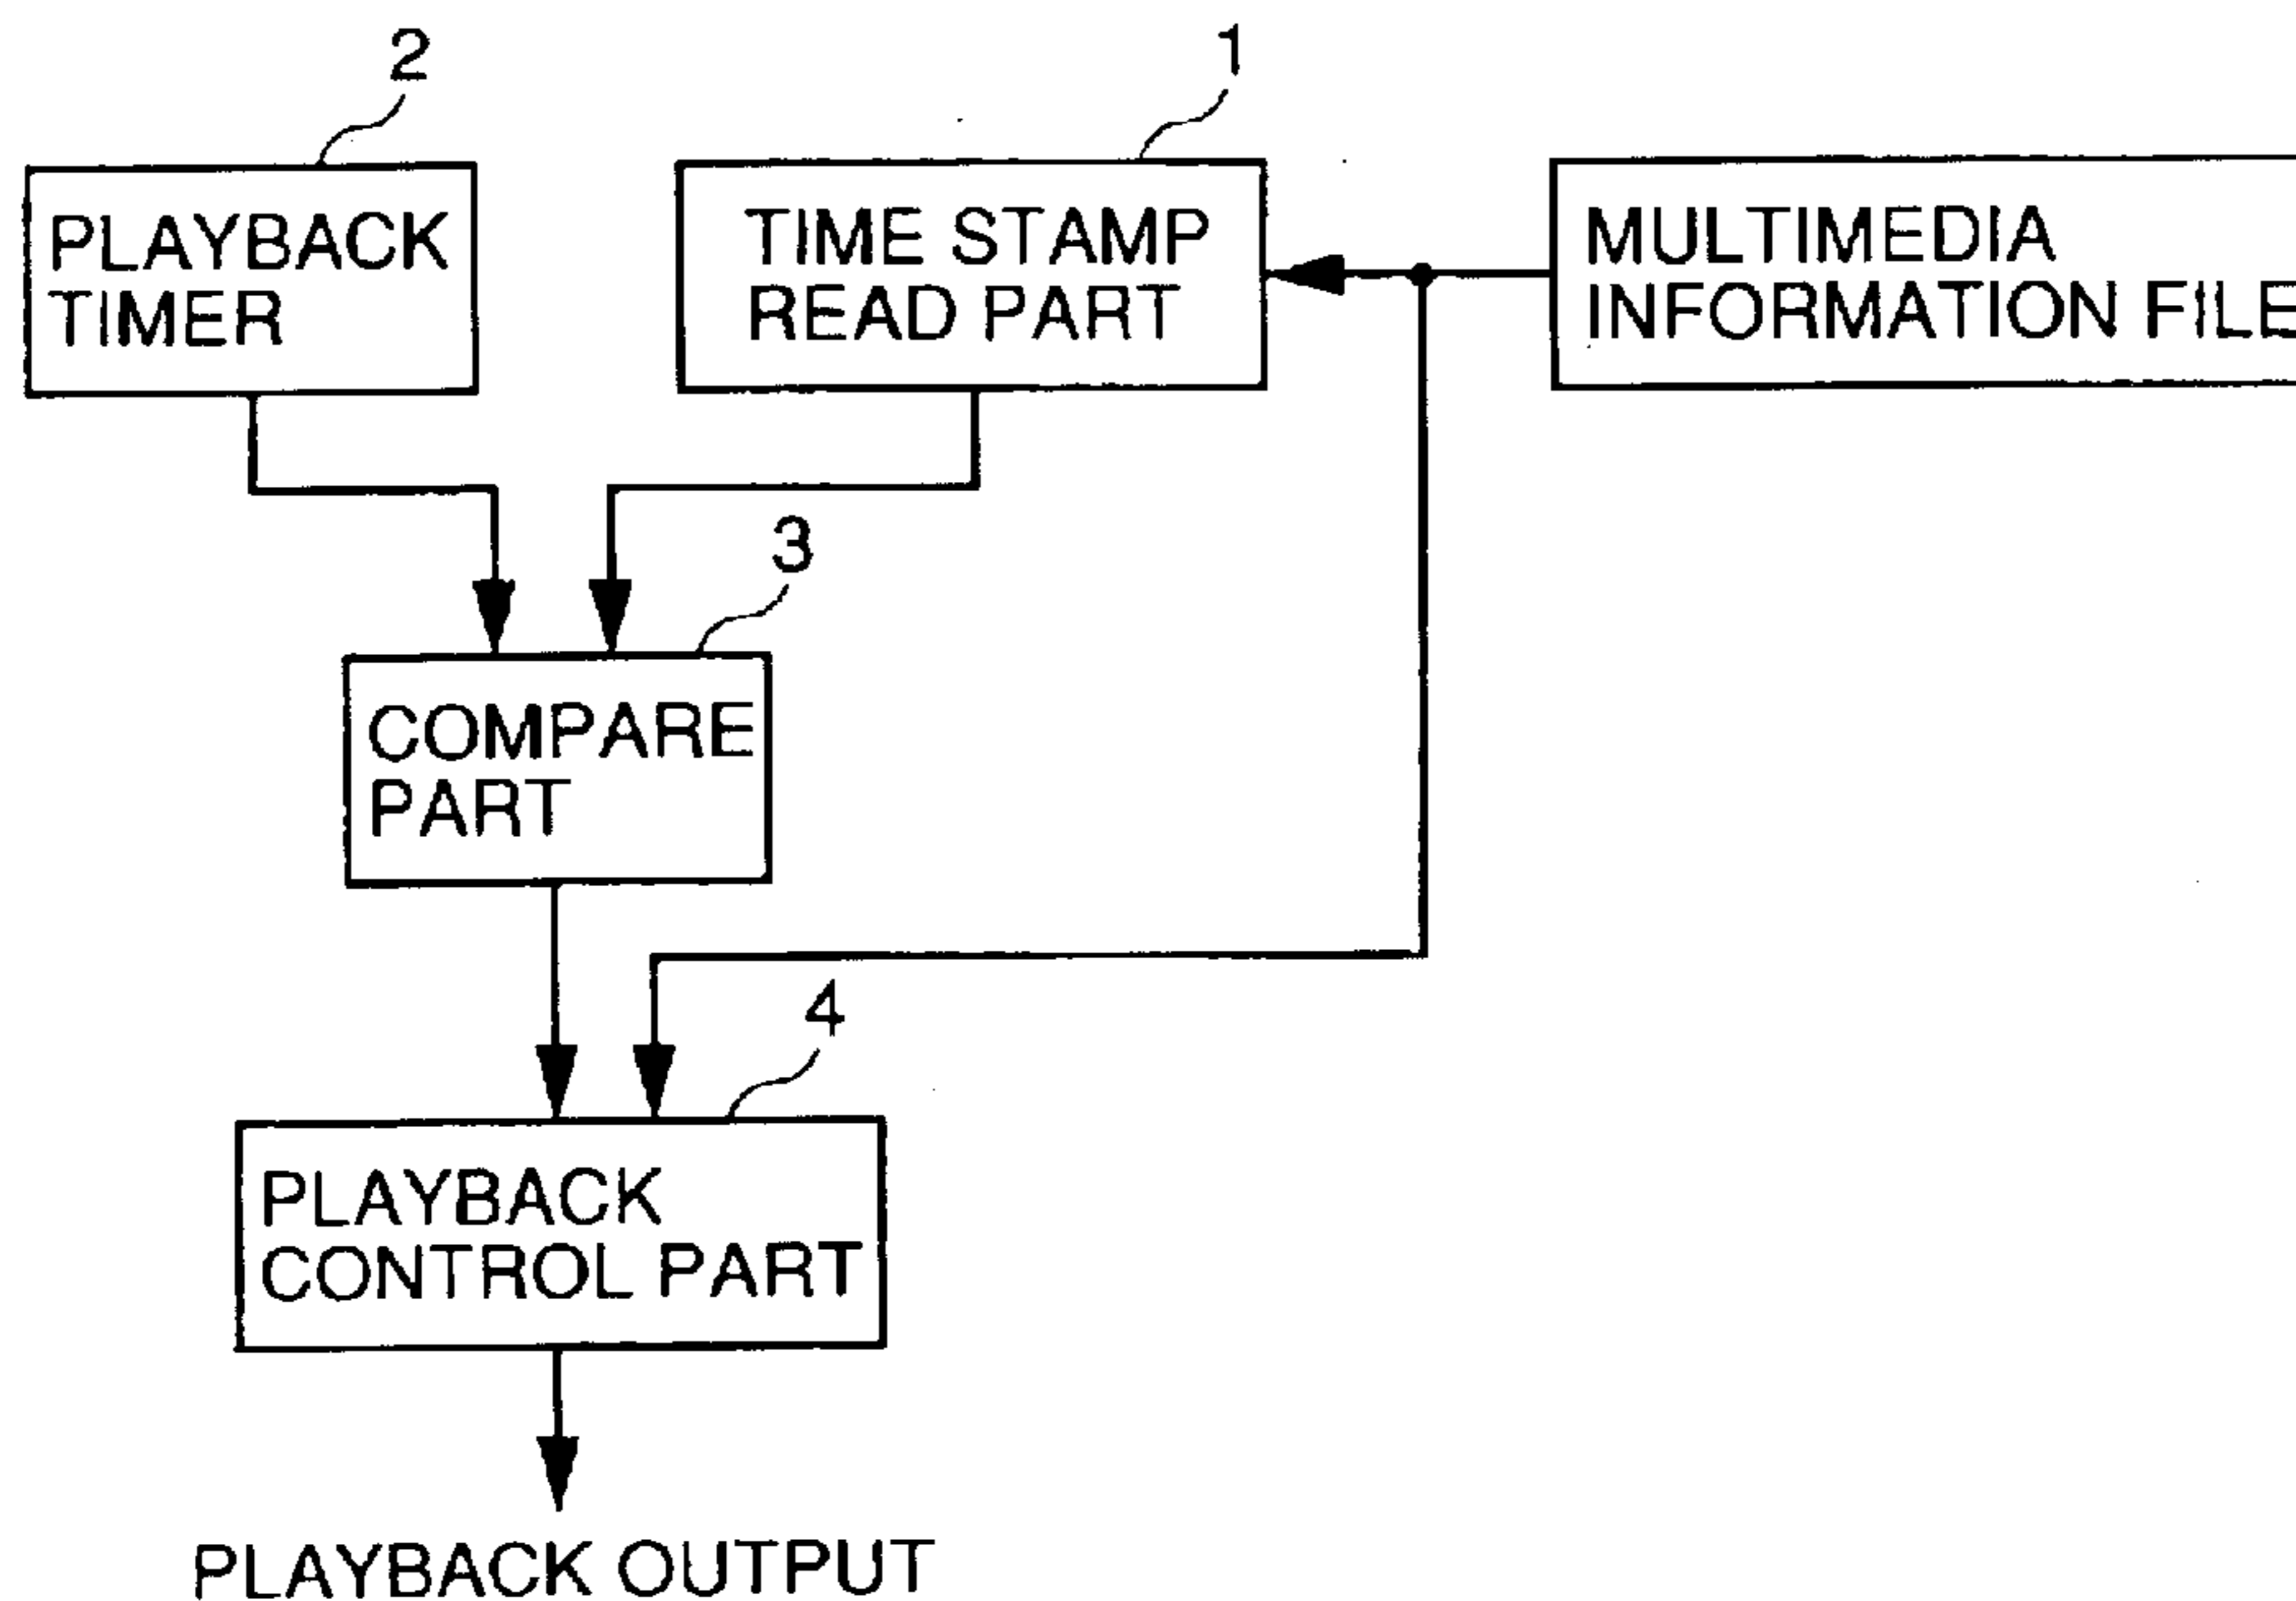 2
1
PLAYBACK
TIMER
TIME STAMP
READ PART
MULTIMEDIA
INFORMATION FILE
3
COMPARE
PART
4
PLAYBACK
CONTROL PART
PLAYBACK OUTPUT